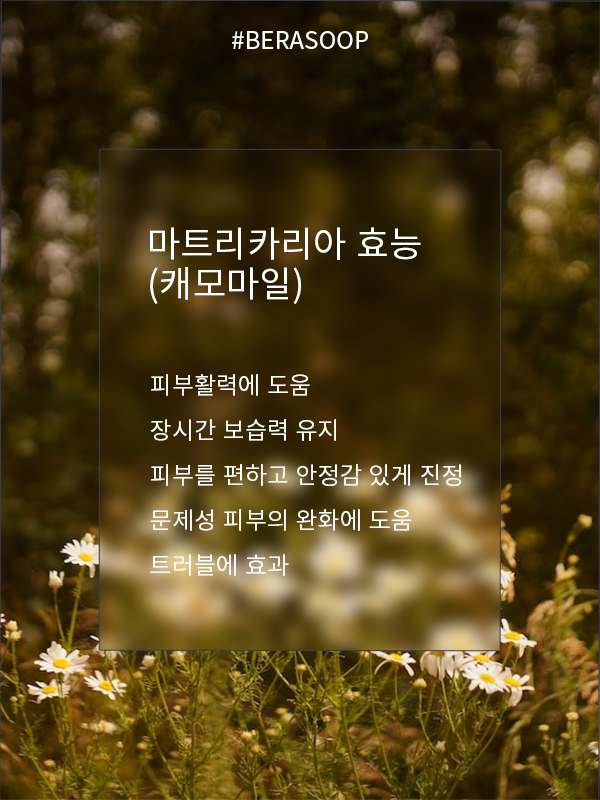 #BERASOOP
마트리카리아 효능
(캐모마일)
피부활력에 도움
장시간 보습력 유지
피부를 편하고 안정감 있게 진정
문제성 피부의 완화에 도움
트러블에 효과